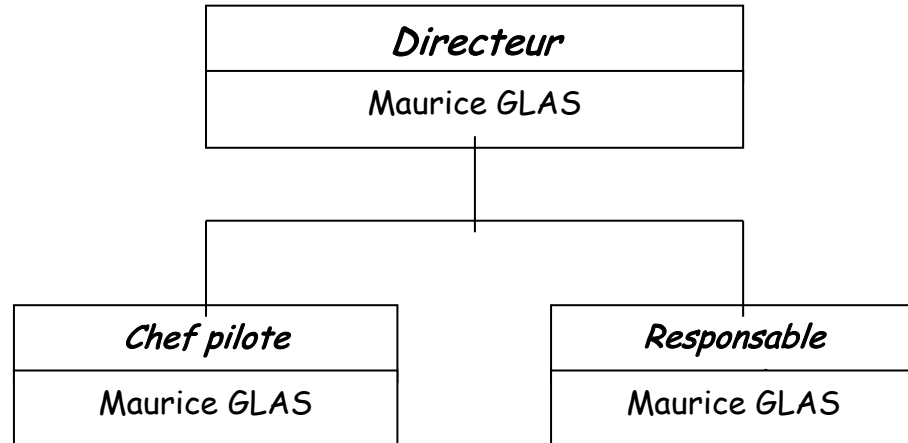 Directeur
Maurice GLAS
Chef pilote
Maurice GLAS
Responsable
Maurice GLAS